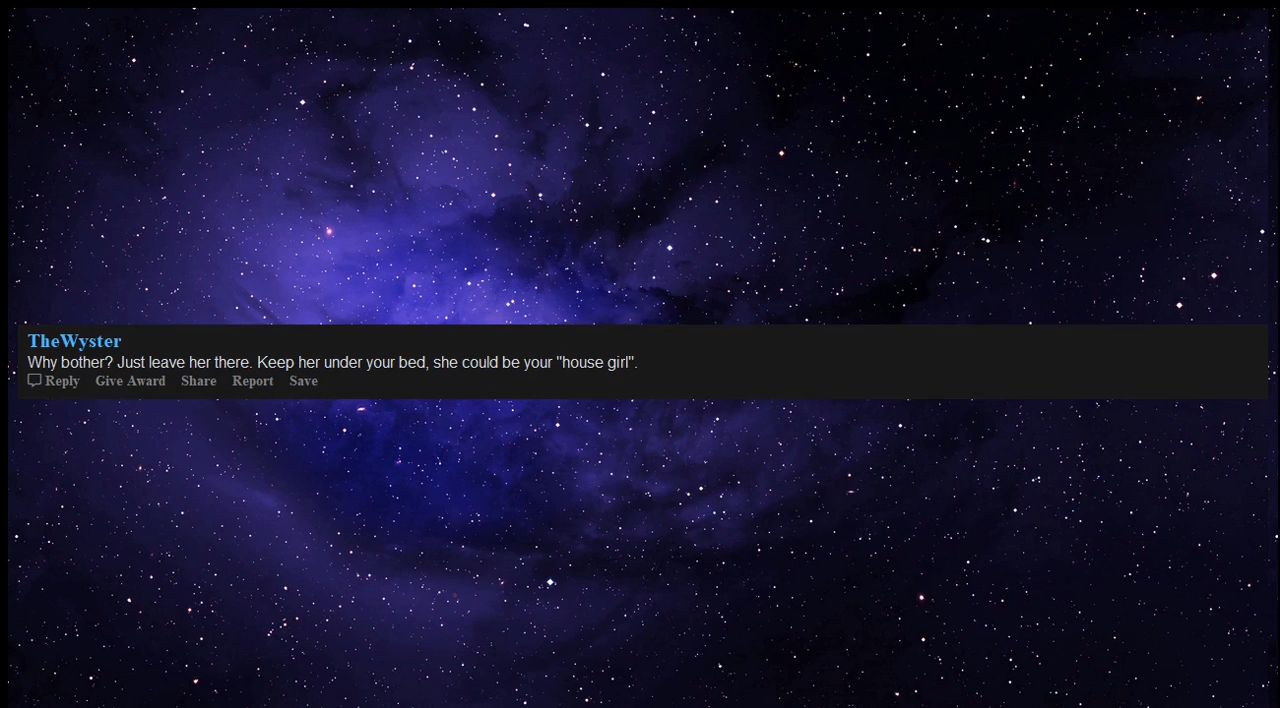 TheWyster
Why bother? Just leave her there. Keep her under your bed, she could be your "house girl".
Reply Give Award Share Report Save